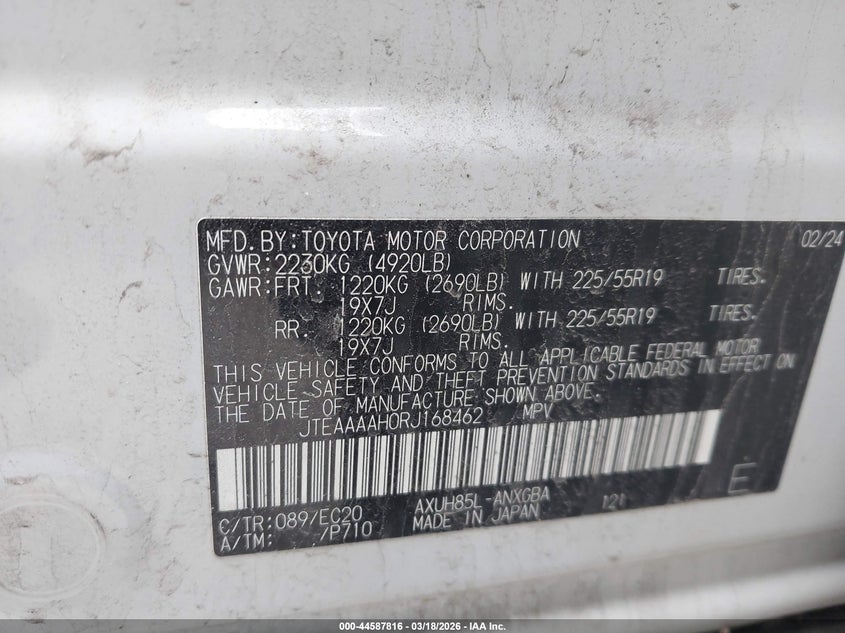 MFD.BY:TOYOTA MOTOR CORPORATION 02/24
GVWR:2230KG (4920LB)
GAWR:FRT. 1220KG (2690LB) WITH 225/55R19 TIRES.
19X7J RIMS.
RR. 1220KG (2690LB) WITH 225/55R19 TIRES.
19X7J RIMS.
THIS VEHICLE CONFORMS TO ALL APPLICABLE FEDERAL MOTOR
VEHICLE SAFETY AND THEFT PREVENTION STANDARDS IN EFFECT ON
THE DATE OF MANUFACTURE SHOWN ABOVE.
JTEAAAAH0RJ168462 MPV
C/TR:089/EC20 AXUH85L-ANXGBA 121 E
A/TM: /P710 MADE IN JAPAN
000-44587816 — 03/18/2026 — IAA Inc.